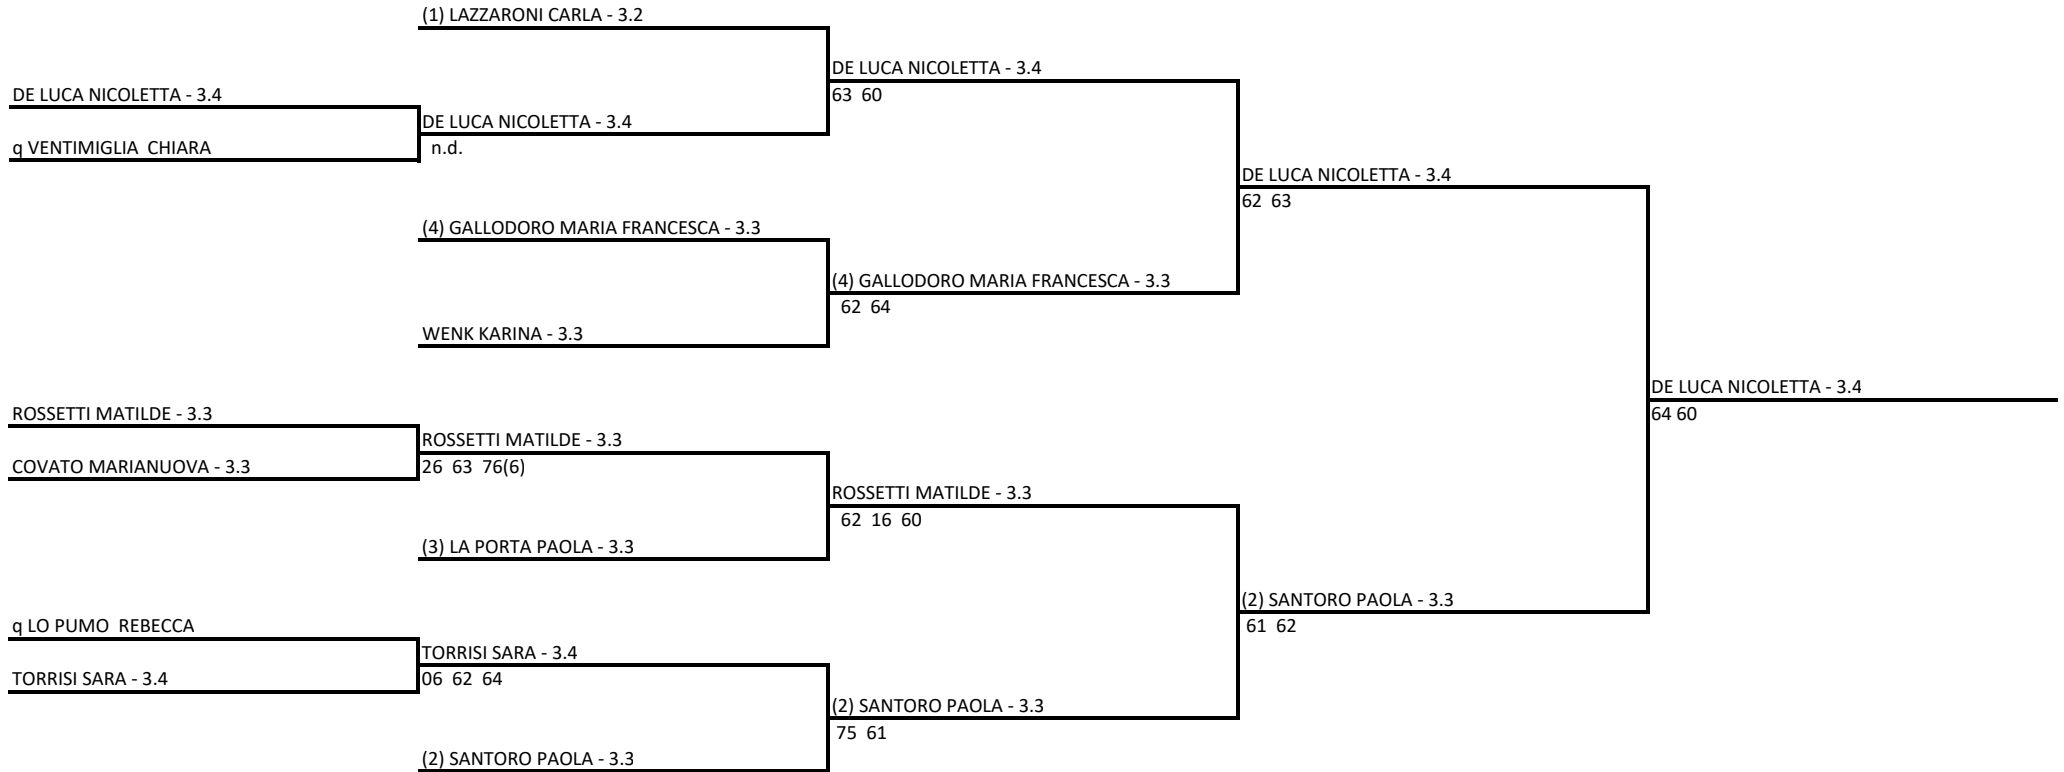 (1) LAZZARONI CARLA - 3.2
DE LUCA NICOLETTA - 3.4
DE LUCA NICOLETTA - 3.4
63 60
DE LUCA NICOLETTA - 3.4
q VENTIMIGLIA CHIARA
n.d.
DE LUCA NICOLETTA - 3.4
62 63
(4) GALLODORO MARIA FRANCESCA - 3.3
(4) GALLODORO MARIA FRANCESCA - 3.3
62 64
WENK KARINA - 3.3
DE LUCA NICOLETTA - 3.4
64 60
ROSSETTI MATILDE - 3.3
ROSSETTI MATILDE - 3.3
COVATO MARIANUOVA - 3.3
26 63 76(6)
ROSSETTI MATILDE - 3.3
62 16 60
(3) LA PORTA PAOLA - 3.3
(2) SANTORO PAOLA - 3.3
61 62
q LO PUMO REBECCA
TORRISI SARA - 3.4
TORRISI SARA - 3.4
06 62 64
(2) SANTORO PAOLA - 3.3
75 61
(2) SANTORO PAOLA - 3.3